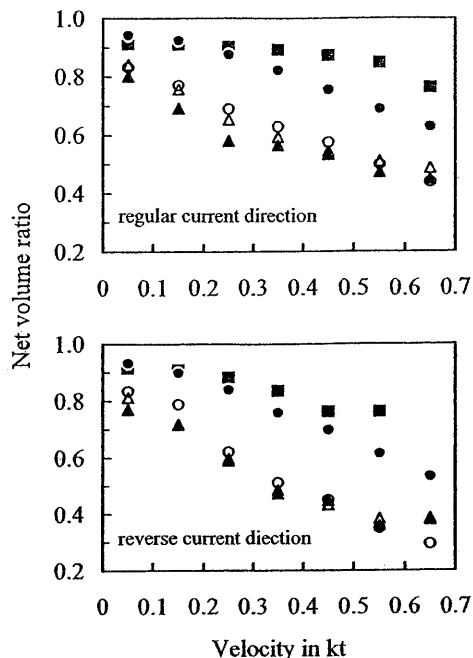 Net volume ratio
1.0
0.8
0.6
0.4
0.2
regular current direction
0 0.1 0.2 0.3 0.4 0.5 0.6 0.7
1.0
0.8
0.6
0.4
0.2
reverse current diection
0 0.1 0.2 0.3 0.4 0.5 0.6 0.7
Velocity in kt